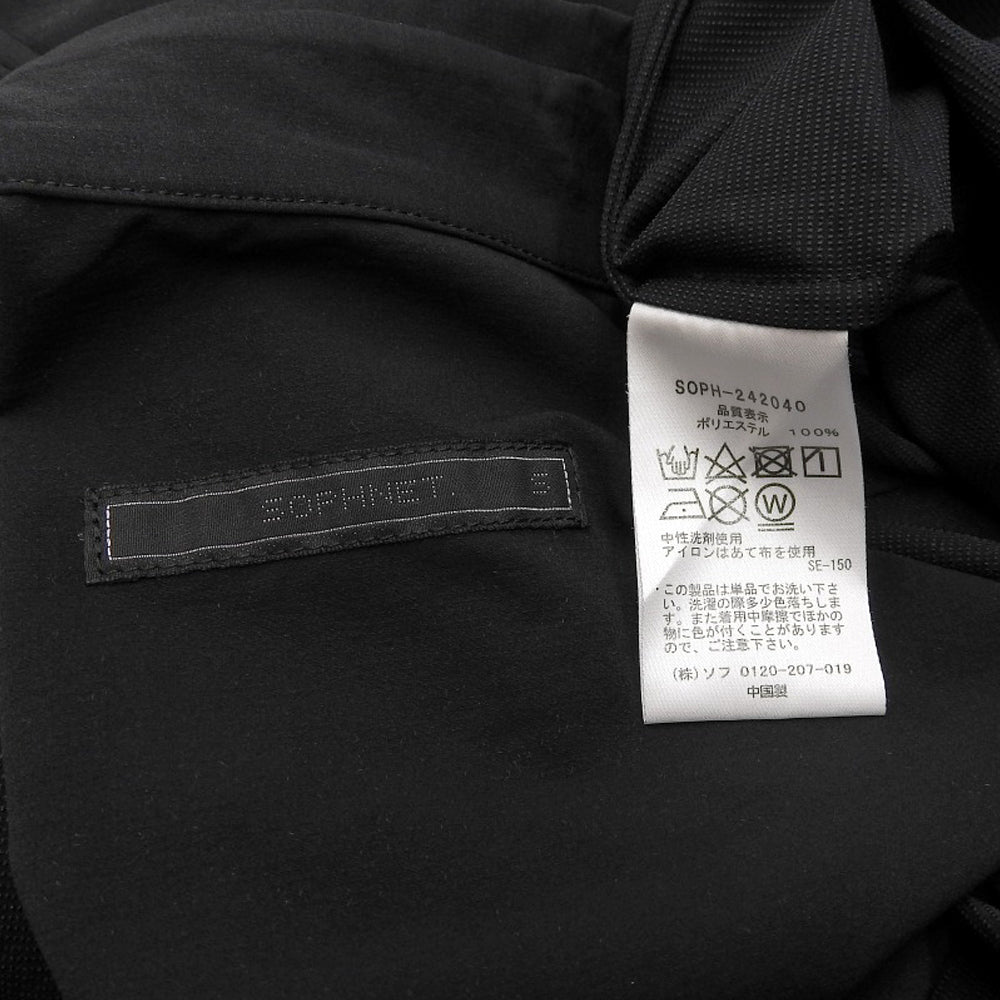 SOPHNET. S
SOPH-242040
品質表示
ポリエステル 100%
W
中性洗剤使用
アイロンはあて布を使用
SE-150
・この製品は単品でお洗い下さ
い。洗濯の際多少色落ちしま
す。また着用中摩擦でほかの
物に色が付くことがあります
ので、ご注意下さい。
(株)ソフ 0120-207-019
中国製